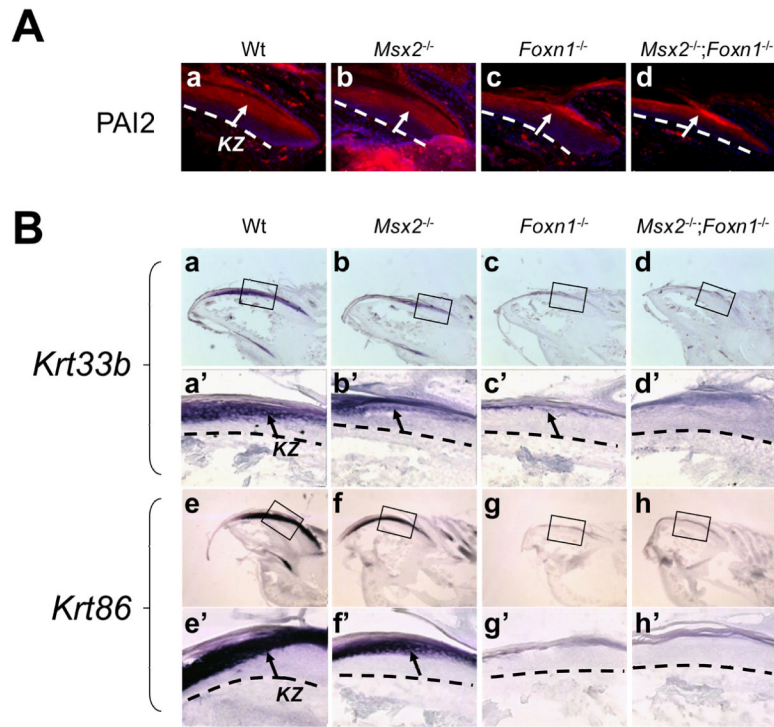 A
Wt Msx2-/- Foxn1-/- Msx2-/-;Foxn1-/-
PAI2 a b c d
KZ
B
Wt Msx2-/- Foxn1-/- Msx2-/-;Foxn1-/-
a b c d
Krt33b
a’ b’ c’ d’
KZ
e f g h
Krt86
e’ f’ g’ h’
KZ